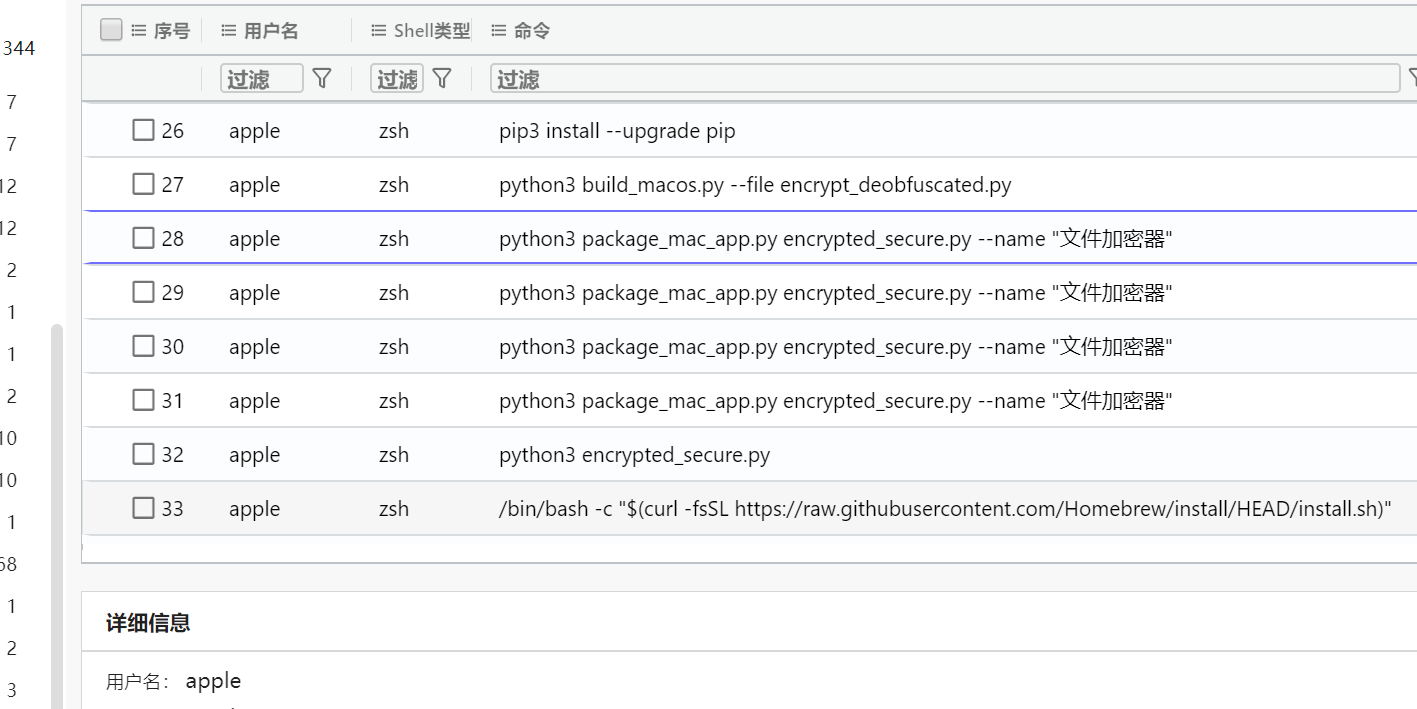 序号 用户名 Shell类型 命令
344
过滤 过滤 过滤
7
26 apple zsh pip3 install --upgrade pip
7
12
27 apple zsh python3 build_macos.py --file encrypt_deobfuscated.py
12
28 apple zsh python3 package_mac_app.py encrypted_secure.py --name "文件加密器"
2
29 apple zsh python3 package_mac_app.py encrypted_secure.py --name "文件加密器"
1
30 apple zsh python3 package_mac_app.py encrypted_secure.py --name "文件加密器"
1
2
31 apple zsh python3 package_mac_app.py encrypted_secure.py --name "文件加密器"
10
32 apple zsh python3 encrypted_secure.py
10
33 apple zsh /bin/bash -c "$(curl -fsSL https://raw.githubusercontent.com/Homebrew/install/HEAD/install.sh)"
1
68
1
详细信息
2
用户名： apple
3